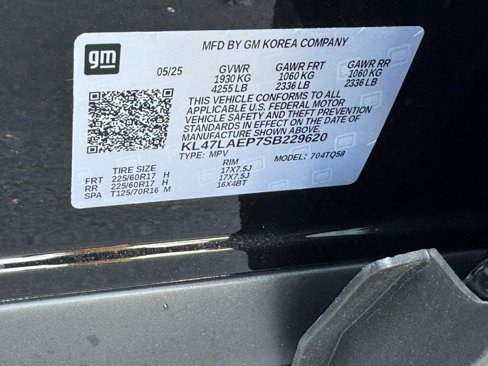 gm
MFD BY GM KOREA COMPANY
05/25 GVWR GAWR FRT GAWR RR
1930 KG 1060 KG 1060 KG
4255 LB 2336 LB 2336 LB
THIS VEHICLE CONFORMS TO ALL
APPLICABLE U.S. FEDERAL MOTOR
VEHICLE SAFETY AND THEFT PREVENTION
STANDARDS IN EFFECT ON THE DATE OF
MANUFACTURE SHOWN ABOVE.
KL47LAEP7SB229620
TYPE: MPV MODEL: 704TQ58
TIRE SIZE RIM
FRT 225/60R17 H 17X7.5J
RR 225/60R17 H 17X7.5J
SPA T125/70R16 M 16X4BT